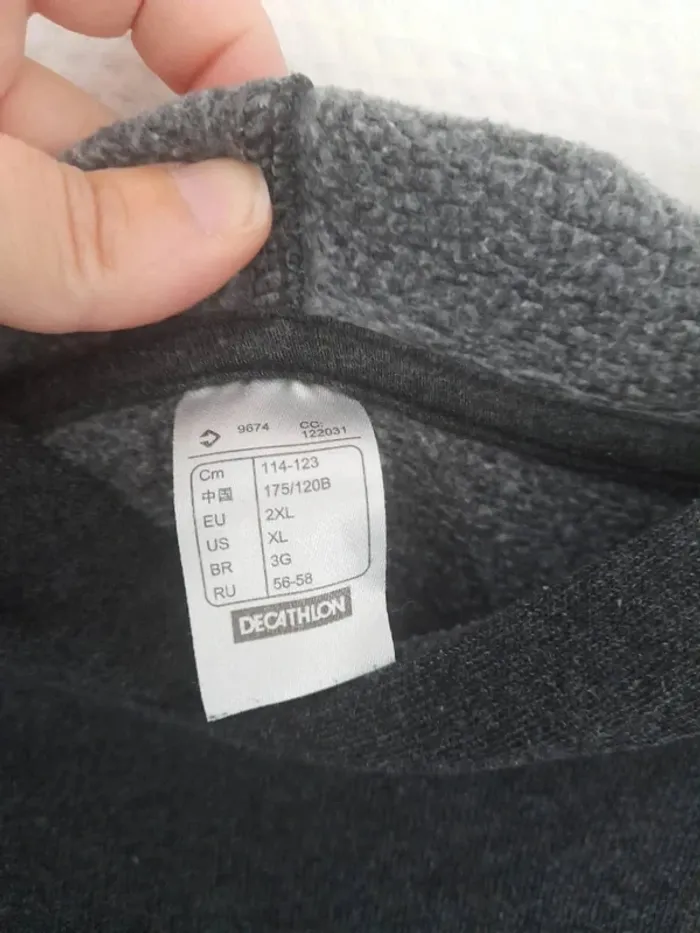 9674 CC:
122031
Cm 114-123
中国 175/120B
EU 2XL
US XL
BR 3G
RU 56-58
DECATHLON